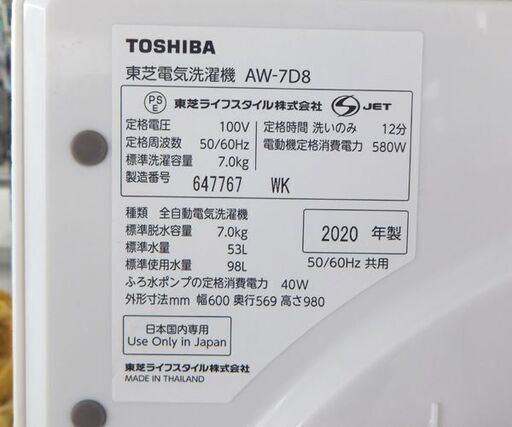 TOSHIBA
東芝電気洗濯機 AW-7D8
PS E 東芝ライフスタイル株式会社 S JET
定格電圧 100V 定格時間 洗いのみ 12分
定格周波数 50/60Hz 電動機定格消費電力 580W
標準洗濯容量 7.0kg
製造番号 647767 WK
種類 全自動電気洗濯機
標準脱水容量 7.0kg 2020 年製
標準水量 53L
標準使用水量 98L 50/60Hz 共用
ふろ水ポンプの定格消費電力 40W
外形寸法mm 幅600 奥行569 高さ980
日本国内専用
Use Only in Japan
東芝ライフスタイル株式会社
MADE IN THAILAND